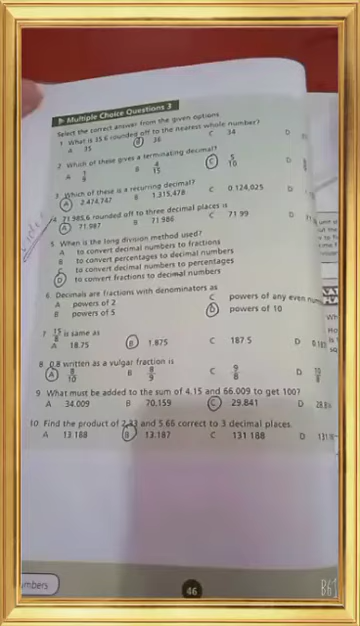 Multiple Choice Questions 3
Select the correct answer from the given options.
1 What is 35.6 rounded off to the nearest whole number?
A 35 B 36 C 34 D
2 Which of these gives a terminating decimal?
A B 4/15 C 5/10 D
3 Which of these is a recurring decimal?
A 2.474,747 B 1.315,478 C 0.124,025 D
4 71.985,6 rounded off to three decimal places is
A 71.987 B 71.986 C 71.99 D
5 When is the long division method used?
A to convert decimal numbers to fractions
B to convert percentages to decimal numbers
C to convert decimal numbers to percentages
D to convert fractions to decimal numbers
6 Decimals are fractions with denominators as
A powers of 2 C powers of any even
B powers of 5 D powers of 10
7 15/8 is same as
A 18.75 B 1.875 C 187.5 D
8 0.8 written as a vulgar fraction is
A 8/10 B 8/9 C 9/8 D 10/8
9 What must be added to the sum of 4.15 and 66.009 to get 100?
A 34.009 B 70.159 C 29.841 D
10 Find the product of 2.33 and 5.66 correct to 3 decimal places.
A 13.188 B 13.187 C 131.188 D
mbers
46
B61